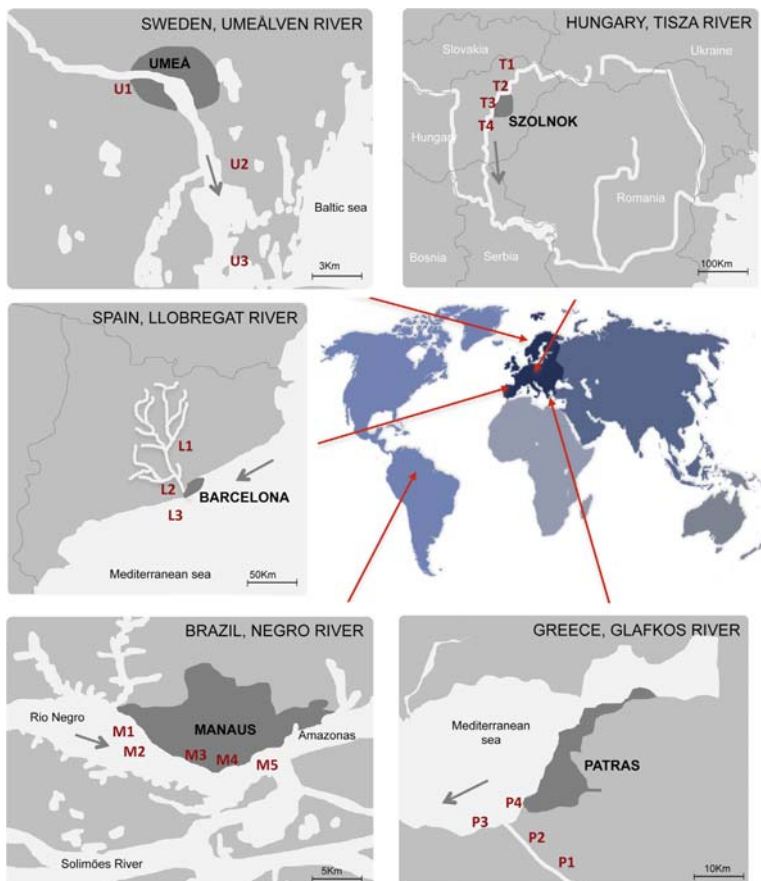 SWEDEN, UMEÅLVEN RIVER
UMEÅ
U1
U2
Baltic sea
U3
3Km
HUNGARY, TISZA RIVER
Slovakia
Ukraine
T1
T2
T3
SZOLNOK
T4
Hungary
Romania
Bosnia
Serbia
100Km
SPAIN, LLOBREGAT RIVER
L1
L2
BARCELONA
L3
Mediterranean sea
50Km
BRAZIL, NEGRO RIVER
Rio Negro
MANAUS
M1
M2
M3
M4
M5
Amazonas
Solimões River
5Km
GREECE, GLAFKOS RIVER
Mediterranean
sea
PATRAS
P4
P3
P2
P1
10Km